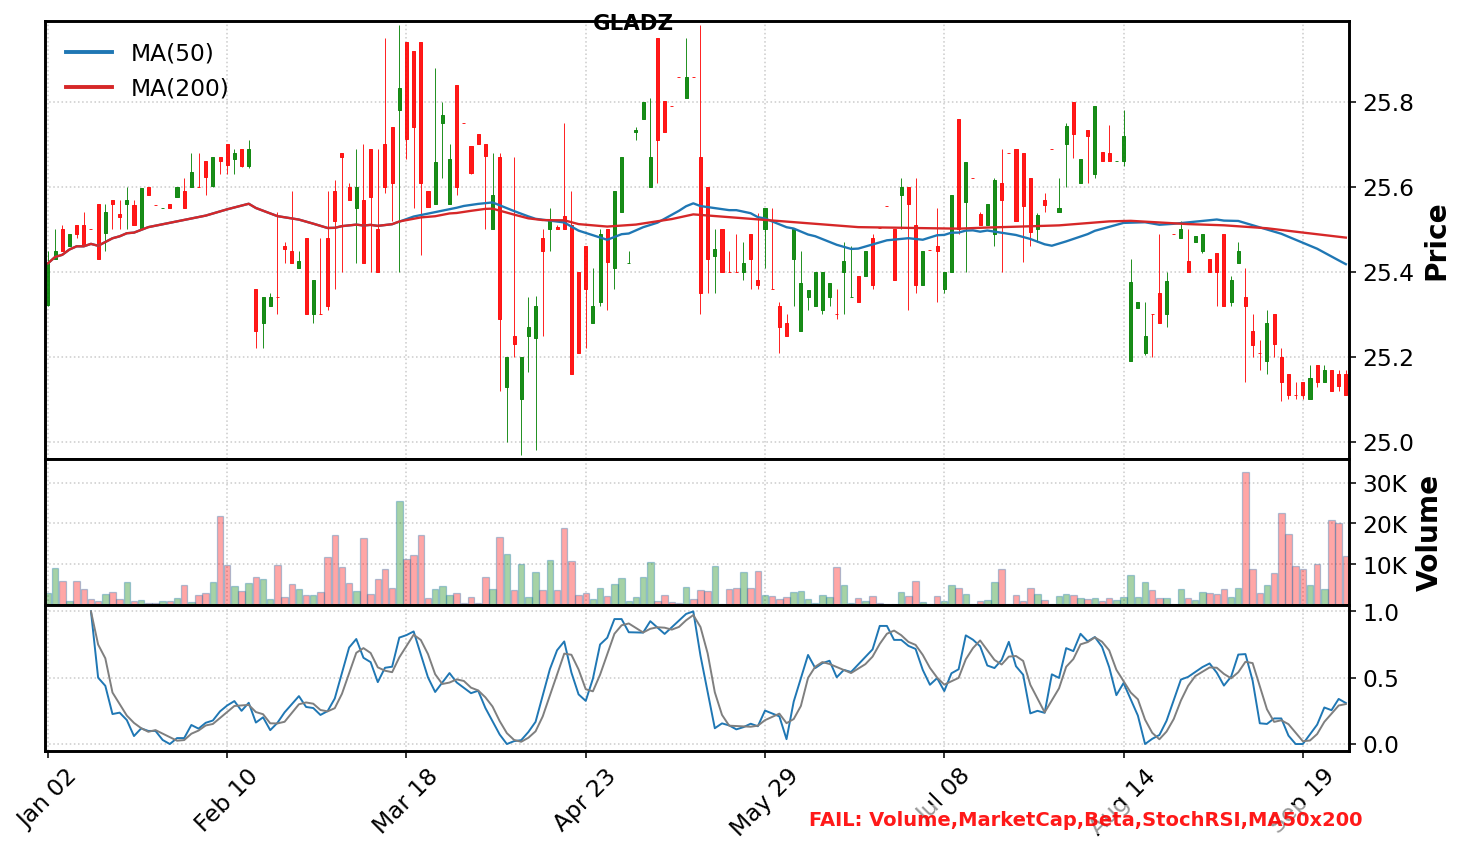 GLADZ
MA(50)
MA(200)
25.8
25.6
25.4
25.2
25.0
Price
30K
20K
10K
Volume
1.0
0.5
0.0
Jan 02
Feb 10
Mar 18
Apr 23
May 29
Jul 08
Aug 14
Sep 19
FAIL: Volume,MarketCap,Beta,StochRSI,MA50x200